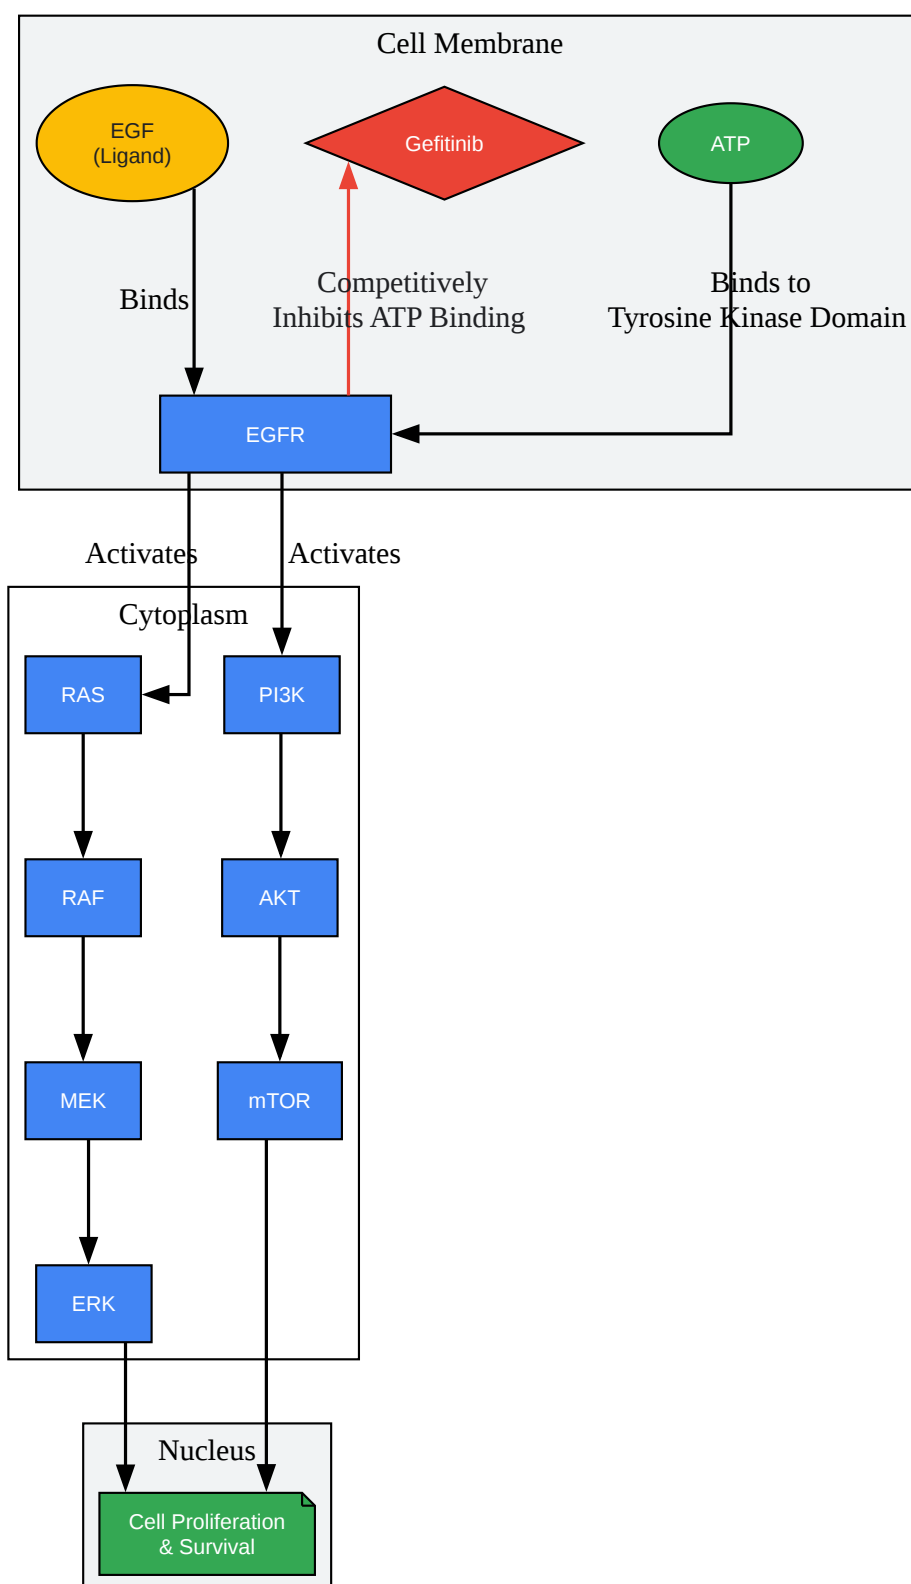 Cell Membrane
EGF
(Ligand)
Gefitinib
ATP
Binds
Competitively
Inhibits ATP Binding
Binds to
Tyrosine Kinase Domain
EGFR
Activates
Activates
Cytoplasm
RAS
PI3K
RAF
AKT
MEK
mTOR
ERK
Nucleus
Cell Proliferation
& Survival